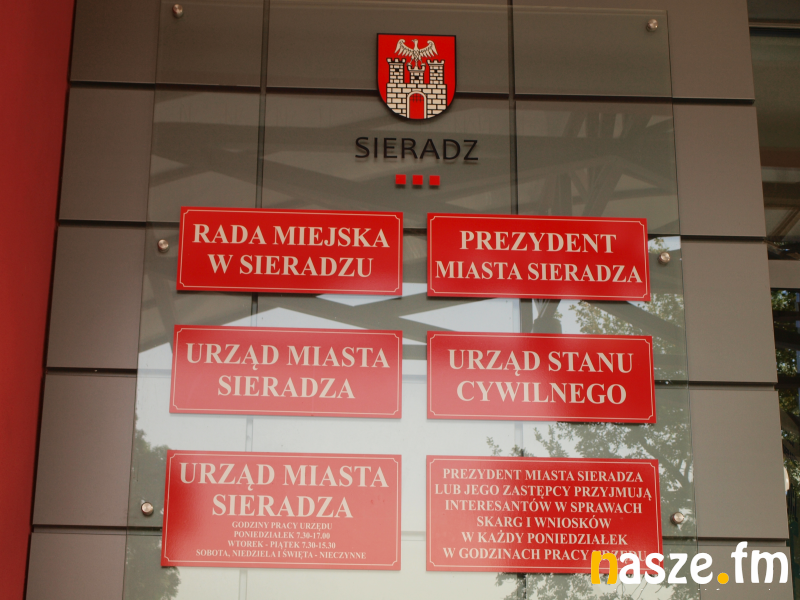 SIERADZ
RADA MIEJSKA
W SIERADZU
PREZYDENT
MIASTA SIERADZA
URZĄD MIASTA
SIERADZA
URZĄD STANU
CYWILNEGO
URZĄD MIASTA
SIERADZA
GODZINY PRACY URZĘDU
PONIEDZIAŁEK 7.30-17.00
WTOREK - PIĄTEK 7.30-15.30
SOBOTA, NIEDZIELA I ŚWIĘTA - NIECZYNNE
PREZYDENT MIASTA SIERADZA
LUB JEGO ZASTĘPCY PRZYJMUJĄ
INTERESANTÓW W SPRAWACH
SKARG I WNIOSKÓW
W KAŻDY PONIEDZIAŁEK
W GODZINACH PRACY URZĘDU
nasze.fm